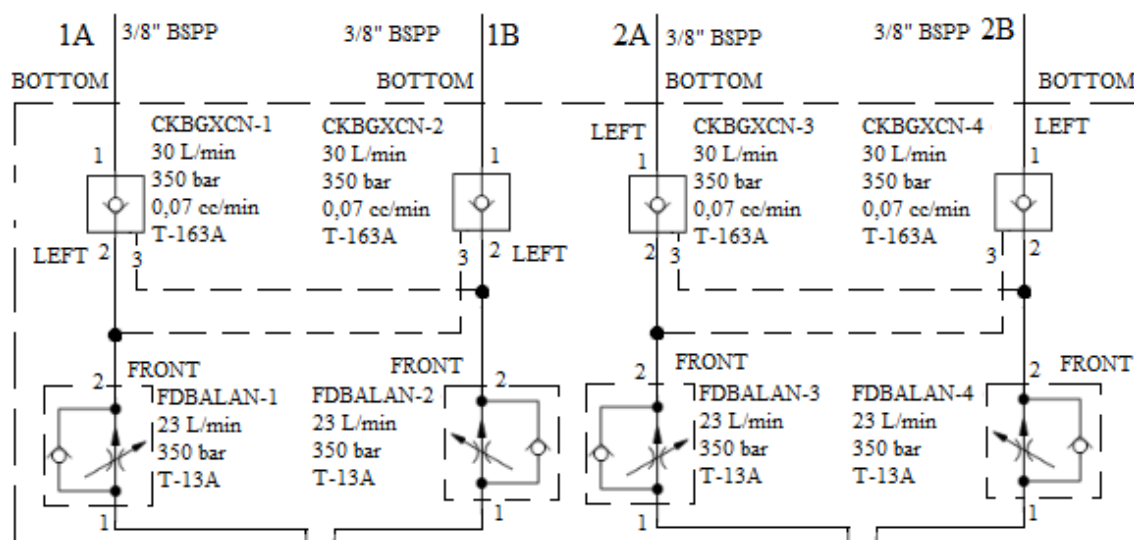 1A 3/8" BSPP 3/8" BSPP 1B 2A 3/8" BSPP 3/8" BSPP 2B
BOTTOM BOTTOM BOTTOM BOTTOM
CKBGXCN-1
30 L/min
350 bar
0,07 cc/min
T-163A
1
2
3
LEFT
CKBGXCN-2
30 L/min
350 bar
0,07 cc/min
T-163A
1
3
2
LEFT
LEFT
CKBGXCN-3
30 L/min
350 bar
0,07 cc/min
T-163A
1
2
3
CKBGXCN-4
30 L/min
350 bar
0,07 cc/min
T-163A
LEFT
1
3
2
FRONT
2
FDBALAN-1
23 L/min
350 bar
T-13A
1
FRONT
2
FDBALAN-2
23 L/min
350 bar
T-13A
1
FRONT
2
FDBALAN-3
23 L/min
350 bar
T-13A
1
2
FRONT
FDBALAN-4
23 L/min
350 bar
T-13A
1